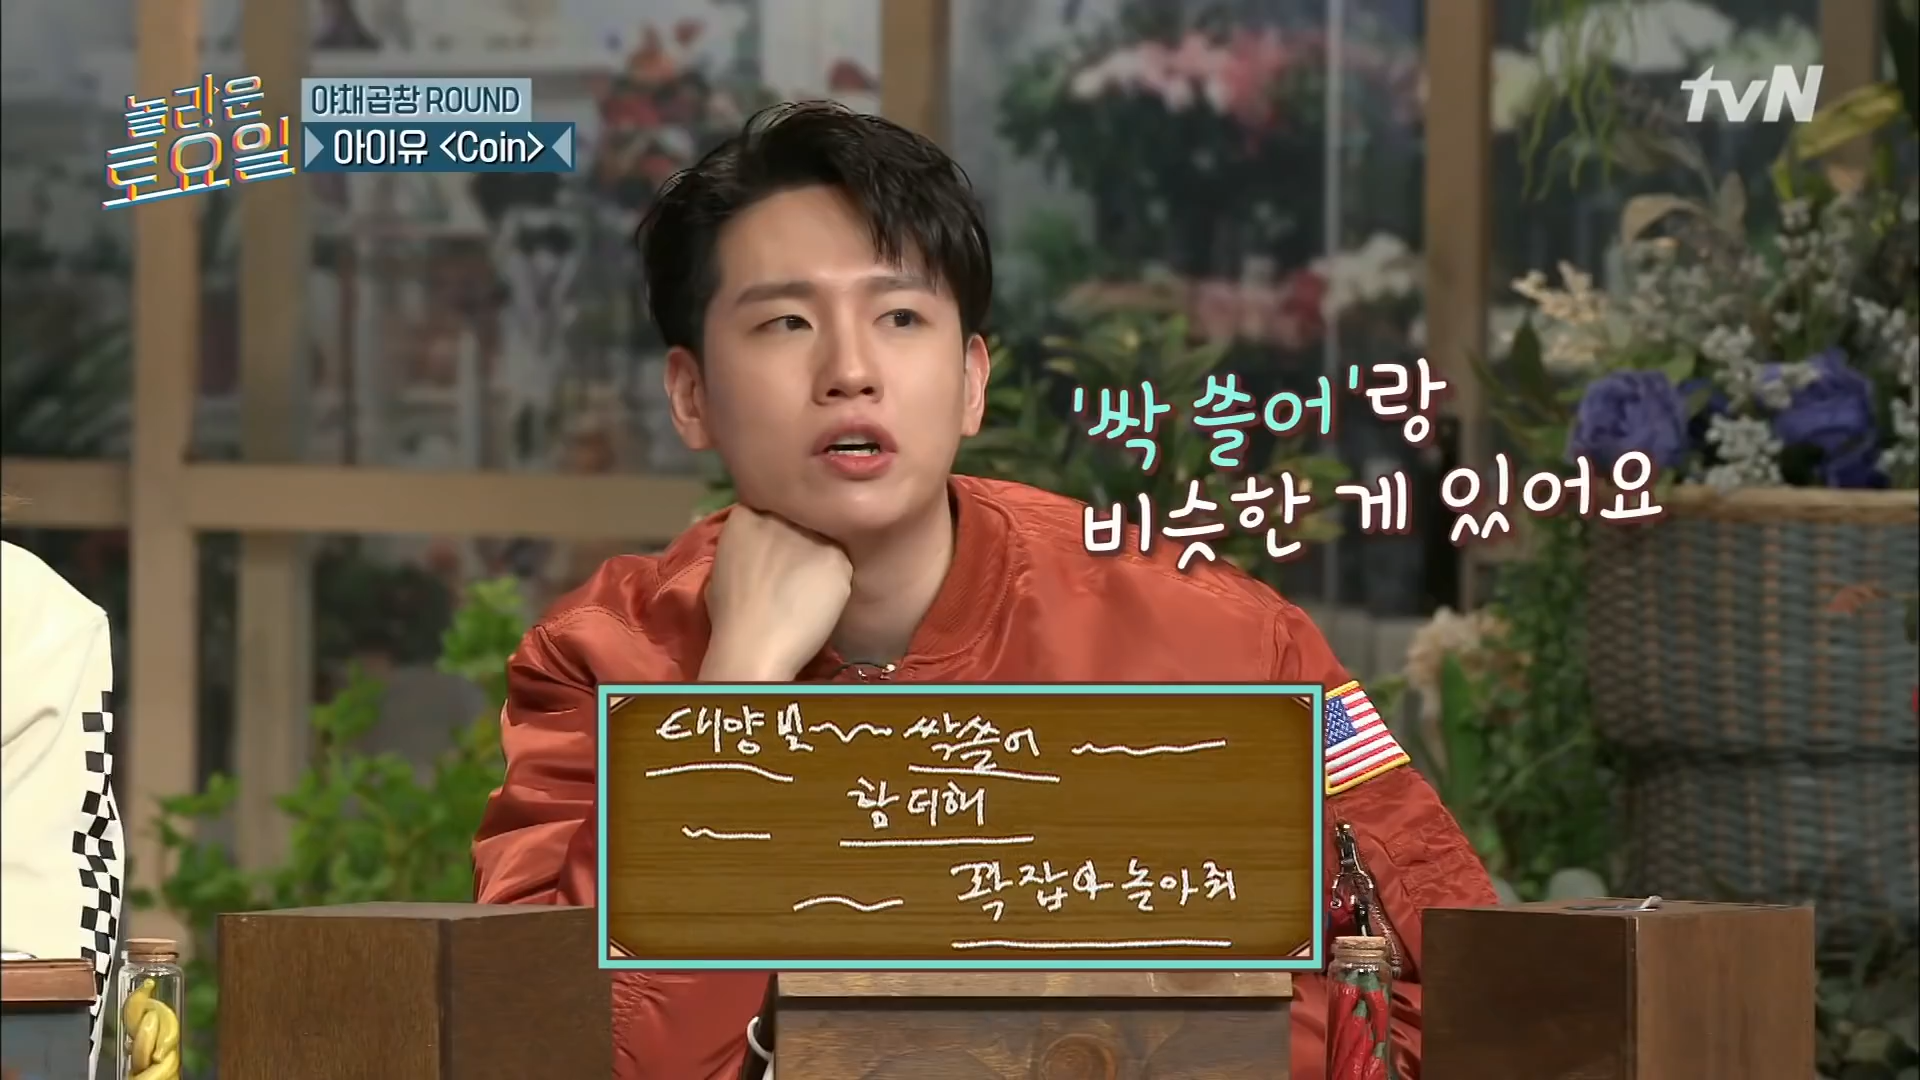 놀라운
토요일
야채곱창 ROUND
아이유 <Coin>
tvN
'싹 쓸어'랑
비슷한 게 있어요
태양빛 싹쓸어
함 더해
꽉 잡아 놀아줘